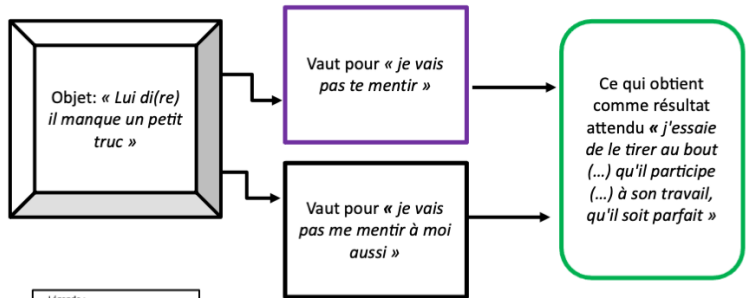 Objet: « Lui di(re)
il manque un petit
truc »
Vaut pour « je vais
pas te mentir »
Vaut pour « je vais
pas me mentir à moi
aussi »
Ce qui obtient
comme résultat
attendu « j'essaie
de le tirer au bout
(...) qu'il participe
(...) à son travail,
qu'il soit parfait »